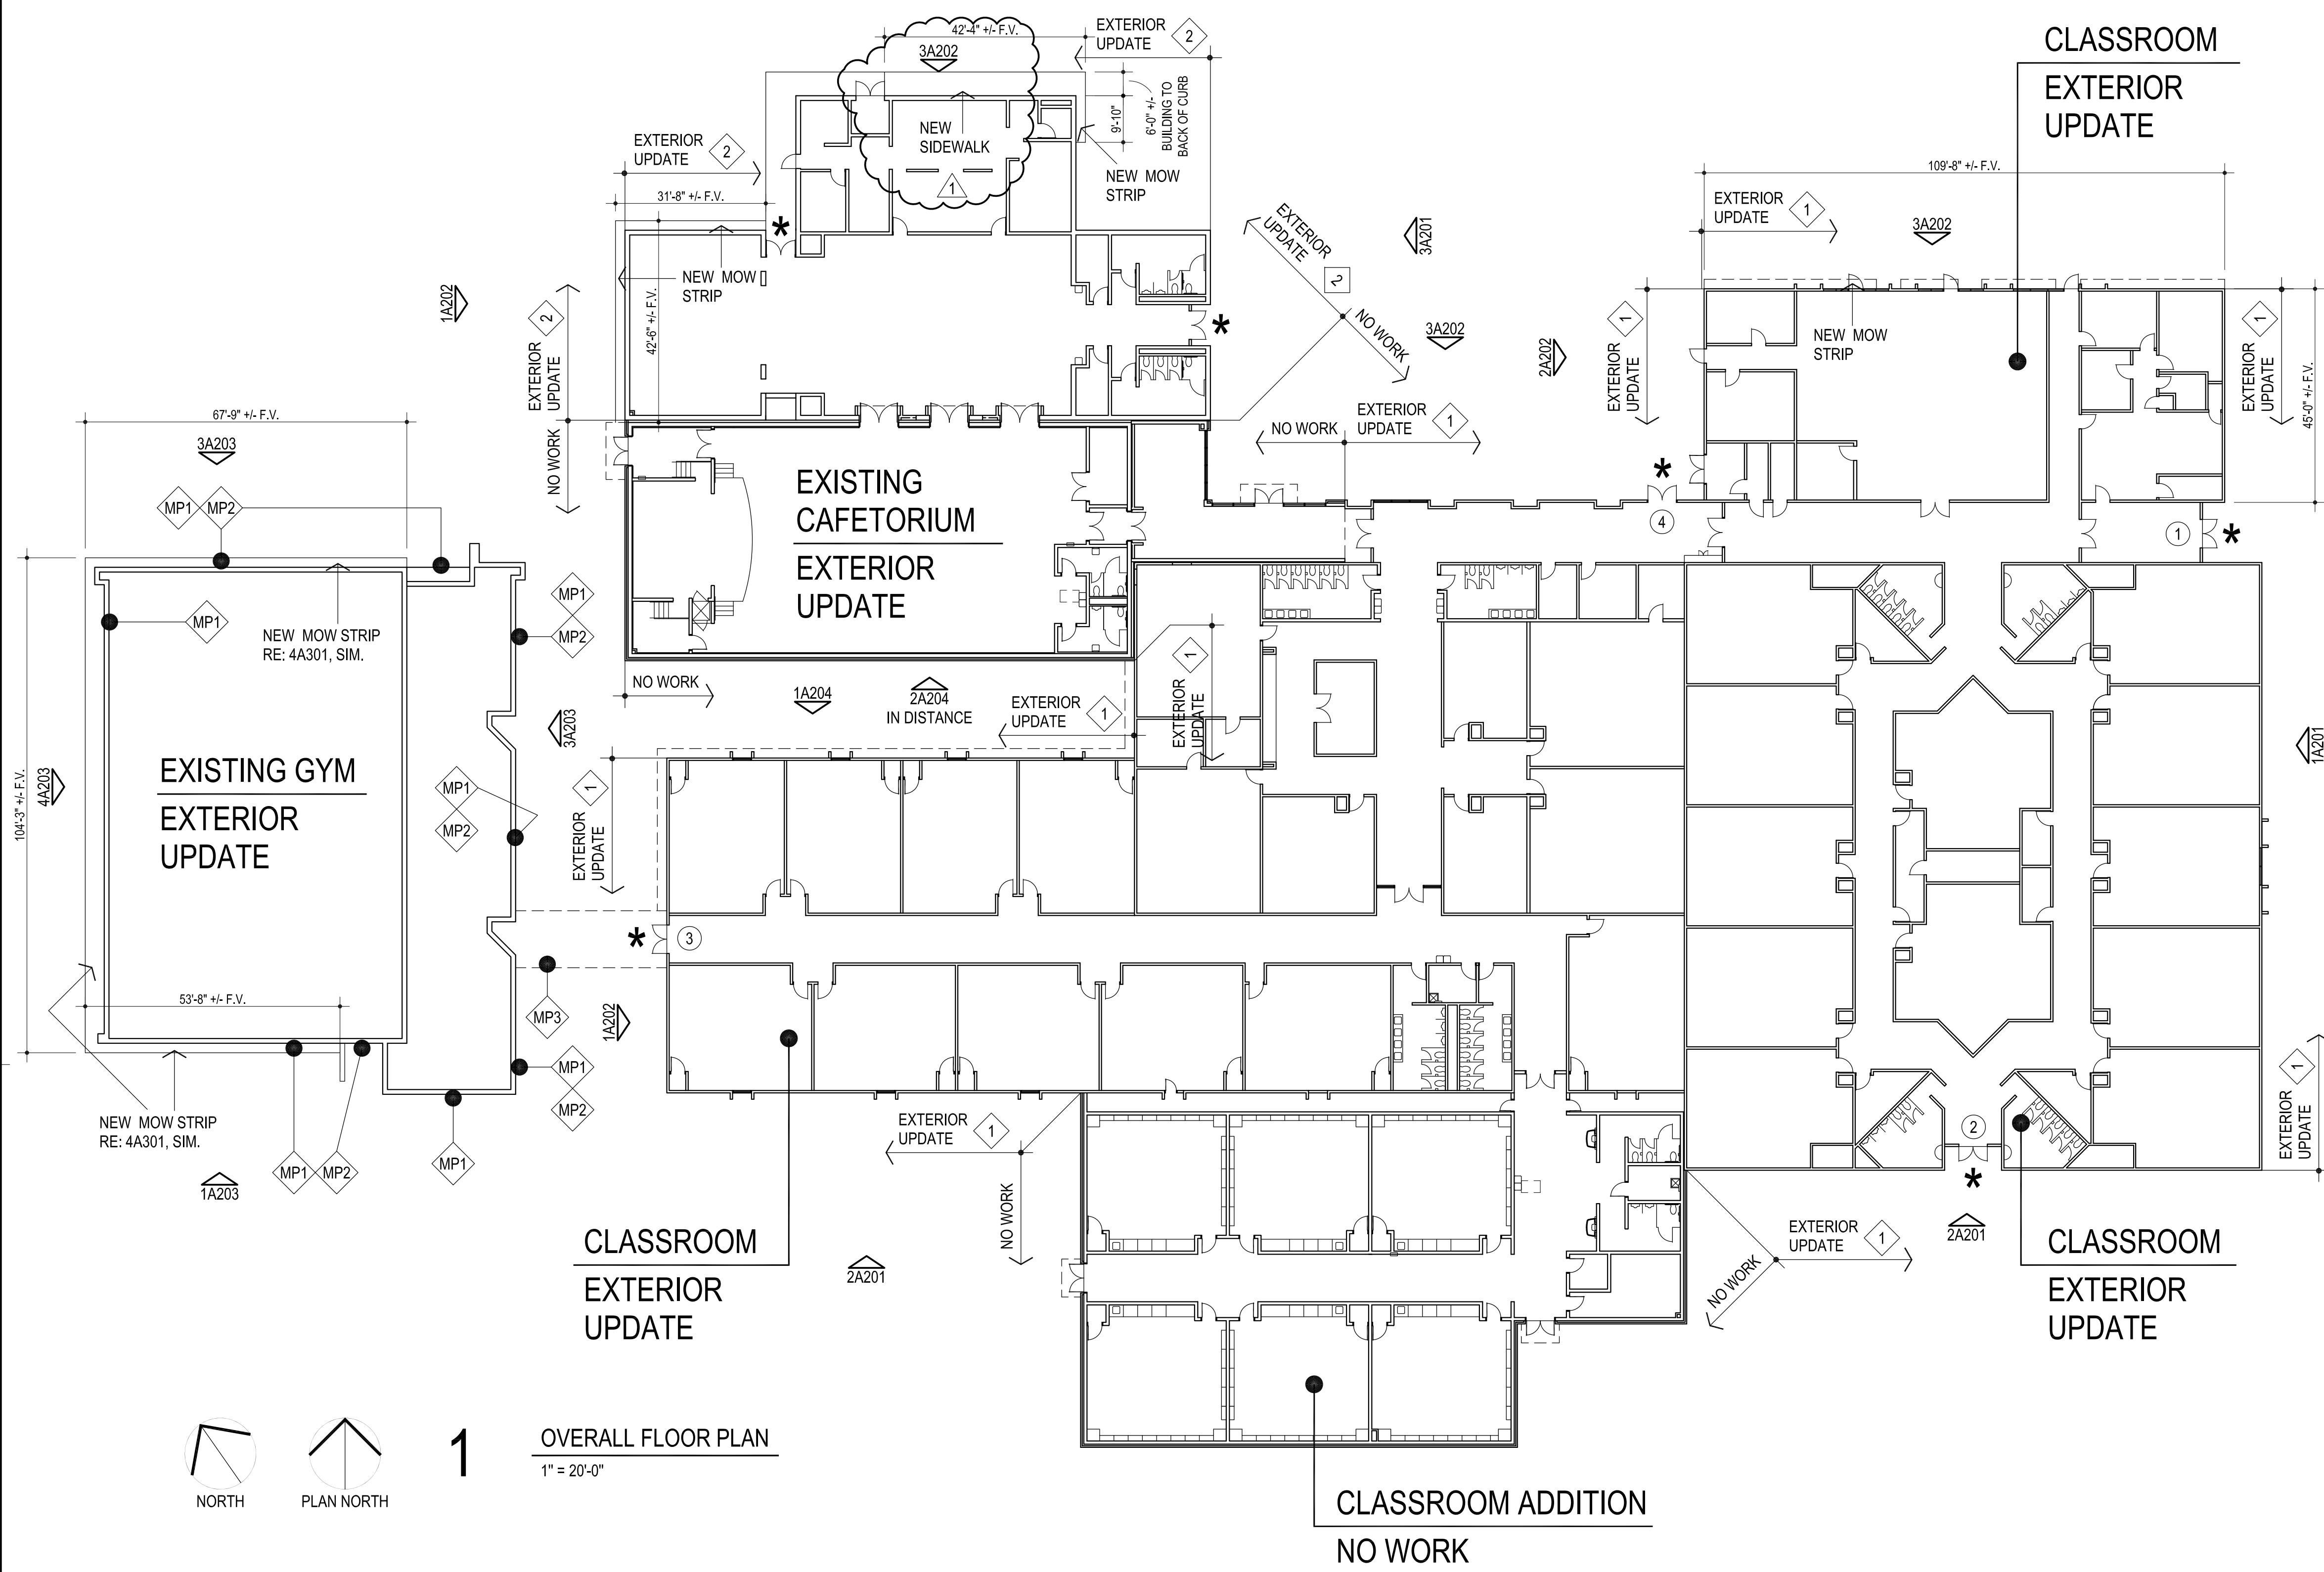 42'-4" +/- F.V.
3A202
EXTERIOR
UPDATE
2
CLASSROOM
EXTERIOR
UPDATE
NEW
SIDEWALK
1
9'-10"
6'-0" +/-
BUILDING TO
BACK OF CURB
NEW MOW
STRIP
EXTERIOR
UPDATE
2
31'-8" +/- F.V.
*
NEW MOW
STRIP
42'-6" +/- F.V.
1A202
EXTERIOR
UPDATE
2
NO WORK
*
EXTERIOR
UPDATE
2
NO WORK
3A201
3A202
2A202
NO WORK
EXTERIOR
UPDATE
1
109'-8" +/- F.V.
EXTERIOR
UPDATE
1
3A202
EXTERIOR
UPDATE
1
NEW MOW
STRIP
EXTERIOR
UPDATE
1
45'-0" +/- F.V.
*
4
1
*
67'-9" +/- F.V.
3A203
MP1
MP2
EXISTING
CAFETORIUM
EXTERIOR
UPDATE
MP1
NEW MOW STRIP
RE: 4A301, SIM.
MP1
MP2
NO WORK
1A204
2A204
IN DISTANCE
EXTERIOR
UPDATE
1
EXTERIOR
UPDATE
1
3A203
4A203
104'-3" +/- F.V.
EXISTING GYM
EXTERIOR
UPDATE
MP1
MP2
EXTERIOR
UPDATE
1
1A201
*
3
53'-8" +/- F.V.
MP3
1A202
MP1
MP2
NEW MOW STRIP
RE: 4A301, SIM.
1A203
MP1
MP2
MP1
EXTERIOR
UPDATE
1
NO WORK
2
*
EXTERIOR
UPDATE
1
CLASSROOM
EXTERIOR
UPDATE
2A201
EXTERIOR
UPDATE
1
NO WORK
2A201
CLASSROOM
EXTERIOR
UPDATE
NORTH
PLAN NORTH
1
OVERALL FLOOR PLAN
1" = 20'-0"
CLASSROOM ADDITION
NO WORK